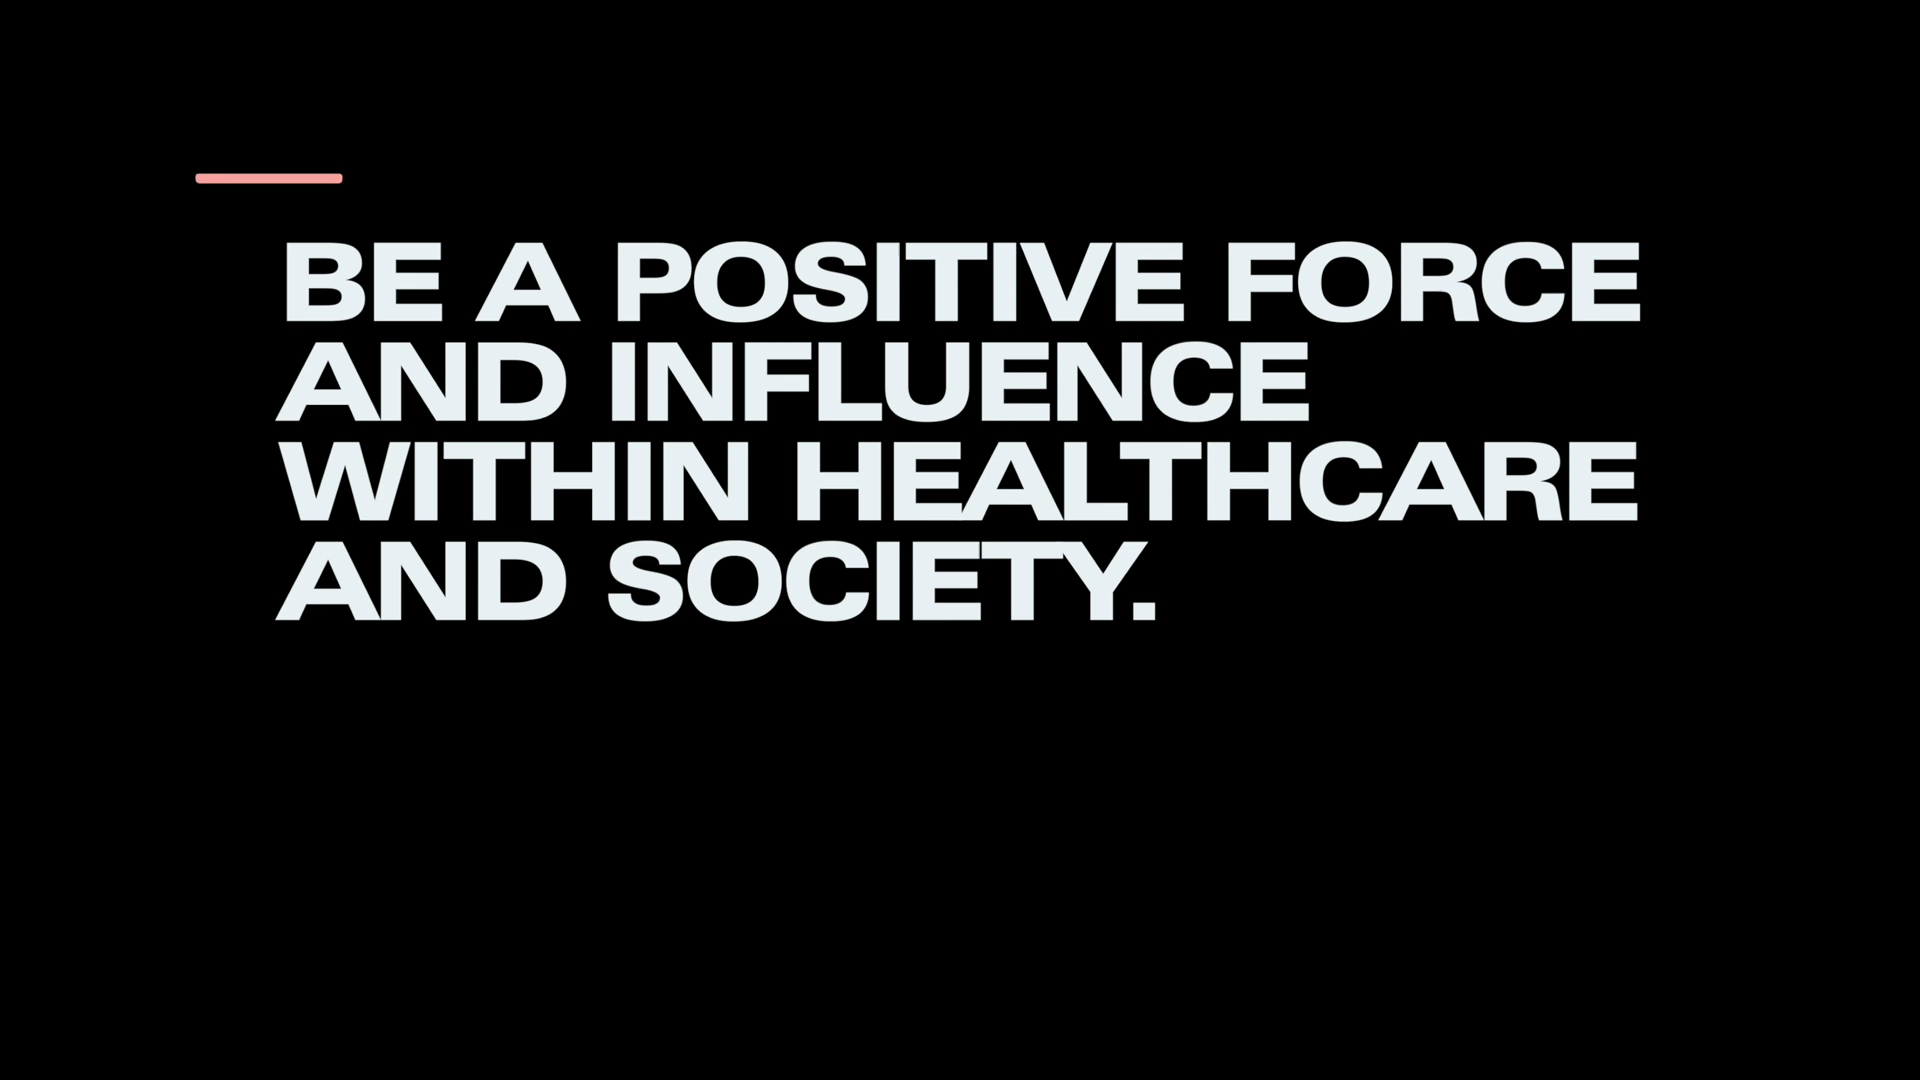 BE A POSITIVE FORCE
AND INFLUENCE
WITHIN HEALTHCARE
AND SOCIETY.